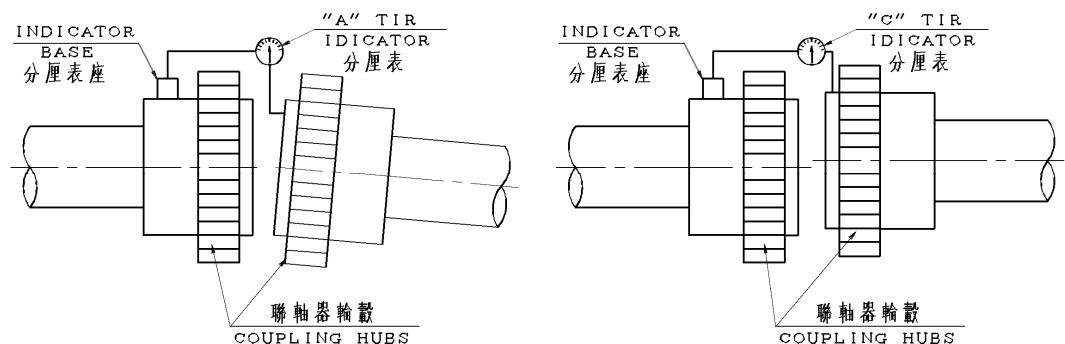 INDICATOR
BASE
分厘表座
"A" TIR
IDICATOR
分厘表
聯軸器輪轂
COUPLING HUBS
INDICATOR
BASE
分厘表座
"C" TIR
IDICATOR
分厘表
聯軸器輪轂
COUPLING HUBS